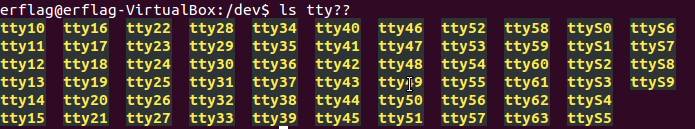 erflag@erflag-VirtualBox:/dev$ ls tty??
tty10 tty16 tty22 tty28 tty34 tty40 tty46 tty52 tty58 ttyS0 ttyS6
tty11 tty17 tty23 tty29 tty35 tty41 tty47 tty53 tty59 ttyS1 ttyS7
tty12 tty18 tty24 tty30 tty36 tty42 tty48 tty54 tty60 ttyS2 ttyS8
tty13 tty19 tty25 tty31 tty37 tty43 tty49 tty55 tty61 ttyS3 ttyS9
tty14 tty20 tty26 tty32 tty38 tty44 tty50 tty56 tty62 ttyS4
tty15 tty21 tty27 tty33 tty39 tty45 tty51 tty57 tty63 ttyS5